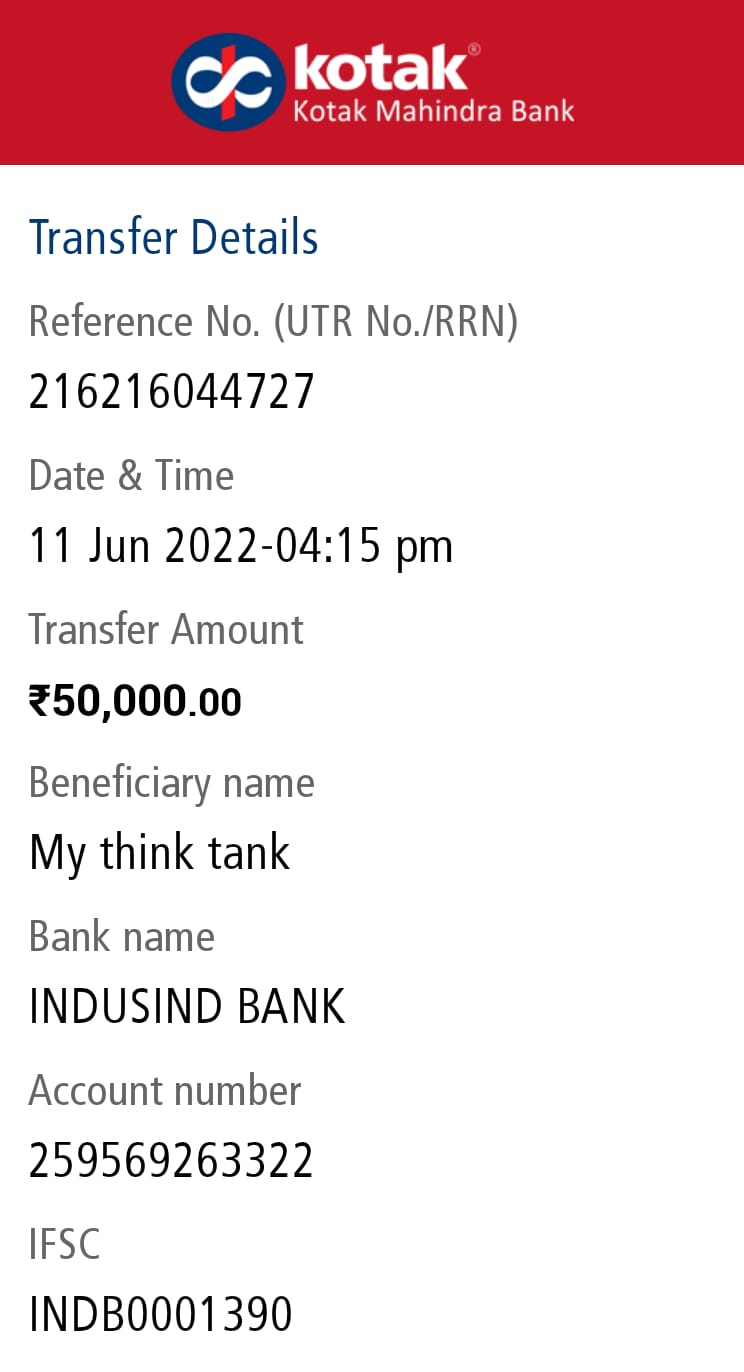 kotak®
Kotak Mahindra Bank
Transfer Details
Reference No. (UTR No./RRN)
216216044727
Date & Time
11 Jun 2022-04:15 pm
Transfer Amount
₹50,000.00
Beneficiary name
My think tank
Bank name
INDUSIND BANK
Account number
259569263322
IFSC
INDB0001390